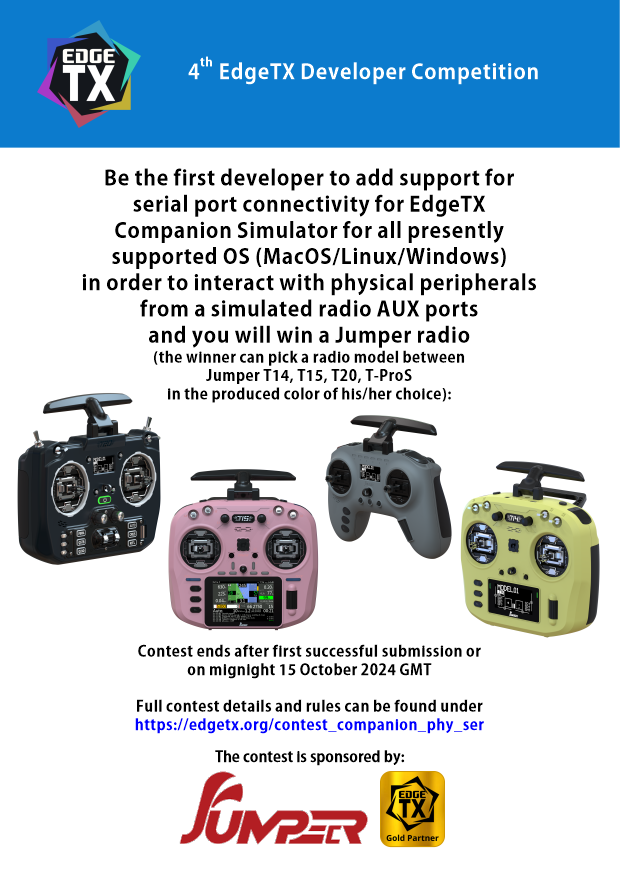 EDGE
TX
4th EdgeTX Developer Competition
Be the first developer to add support for
serial port connectivity for EdgeTX
Companion Simulator for all presently
supported OS (MacOS/Linux/Windows)
in order to interact with physical peripherals
from a simulated radio AUX ports
and you will win a Jumper radio
(the winner can pick a radio model between
Jumper T14, T15, T20, T-ProS
in the produced color of his/her choice):
T15
T14
MODEL01
Contest ends after first successful submission or
on mignight 15 October 2024 GMT
Full contest details and rules can be found under
https://edgetx.org/contest_companion_phy_ser
The contest is sponsored by:
JUMPER
EDGE
TX
Gold Partner